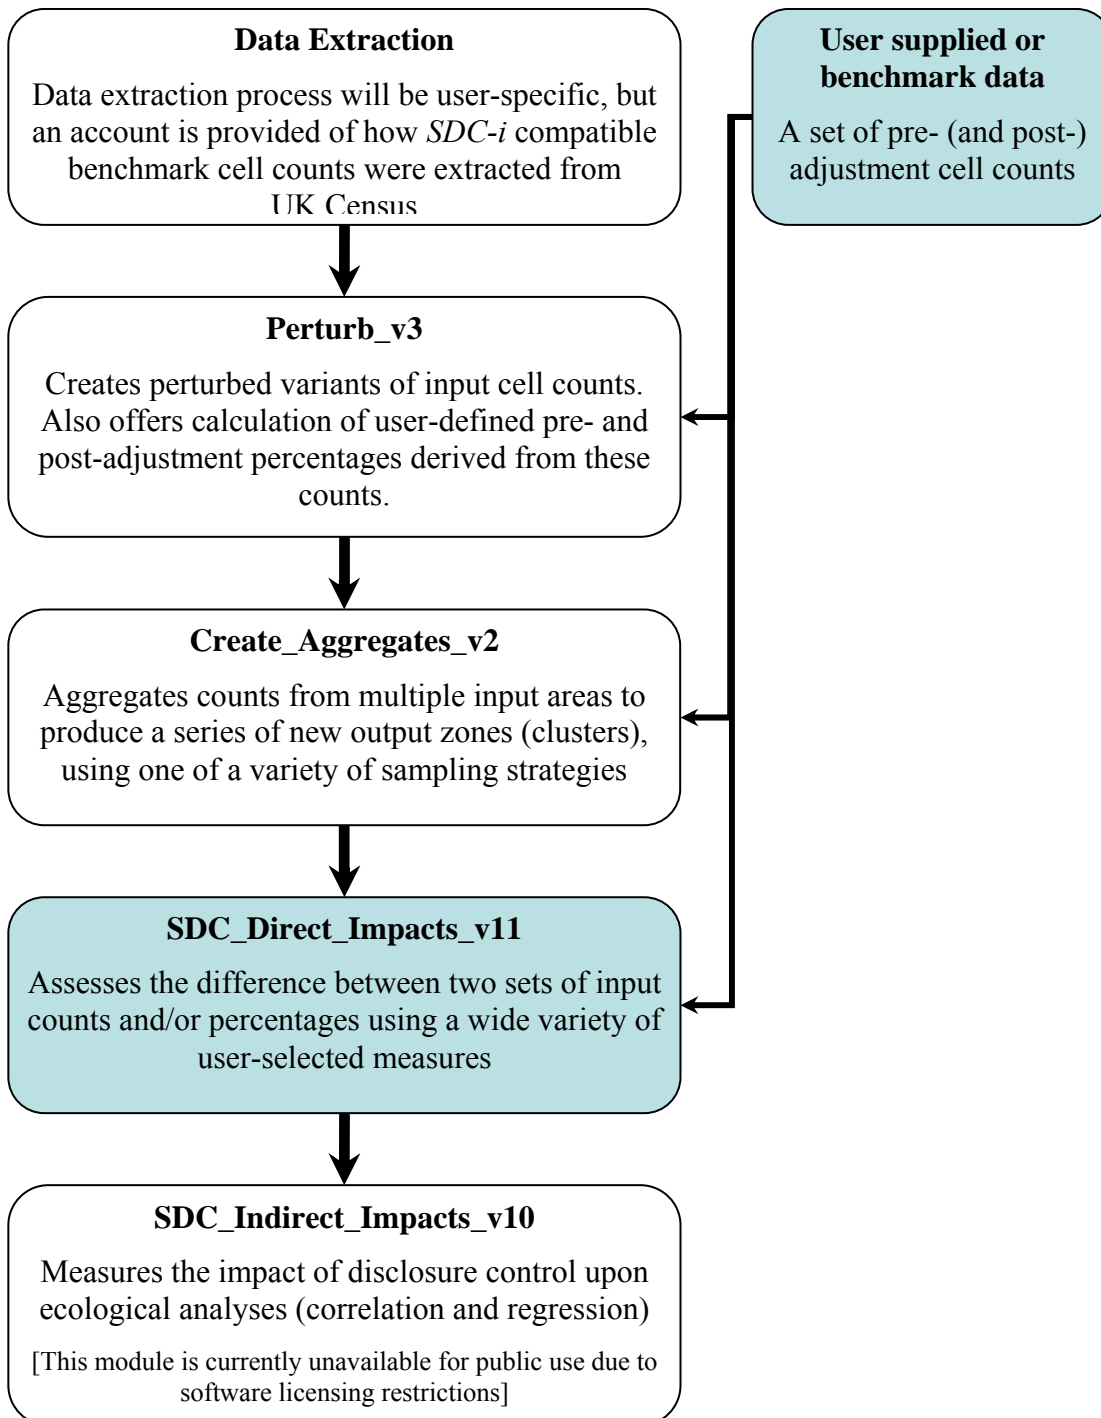 Data Extraction
Data extraction process will be user-specific, but
an account is provided of how SDC-i compatible
benchmark cell counts were extracted from
UK Census
User supplied or
benchmark data
A set of pre- (and post-)
adjustment cell counts
Perturb_v3
Creates perturbed variants of input cell counts.
Also offers calculation of user-defined pre- and
post-adjustment percentages derived from these
counts.
Create_Aggregates_v2
Aggregates counts from multiple input areas to
produce a series of new output zones (clusters),
using one of a variety of sampling strategies
SDC_Direct_Impacts_v11
Assesses the difference between two sets of input
counts and/or percentages using a wide variety of
user-selected measures
SDC_Indirect_Impacts_v10
Measures the impact of disclosure control upon
ecological analyses (correlation and regression)
[This module is currently unavailable for public use due to
software licensing restrictions]